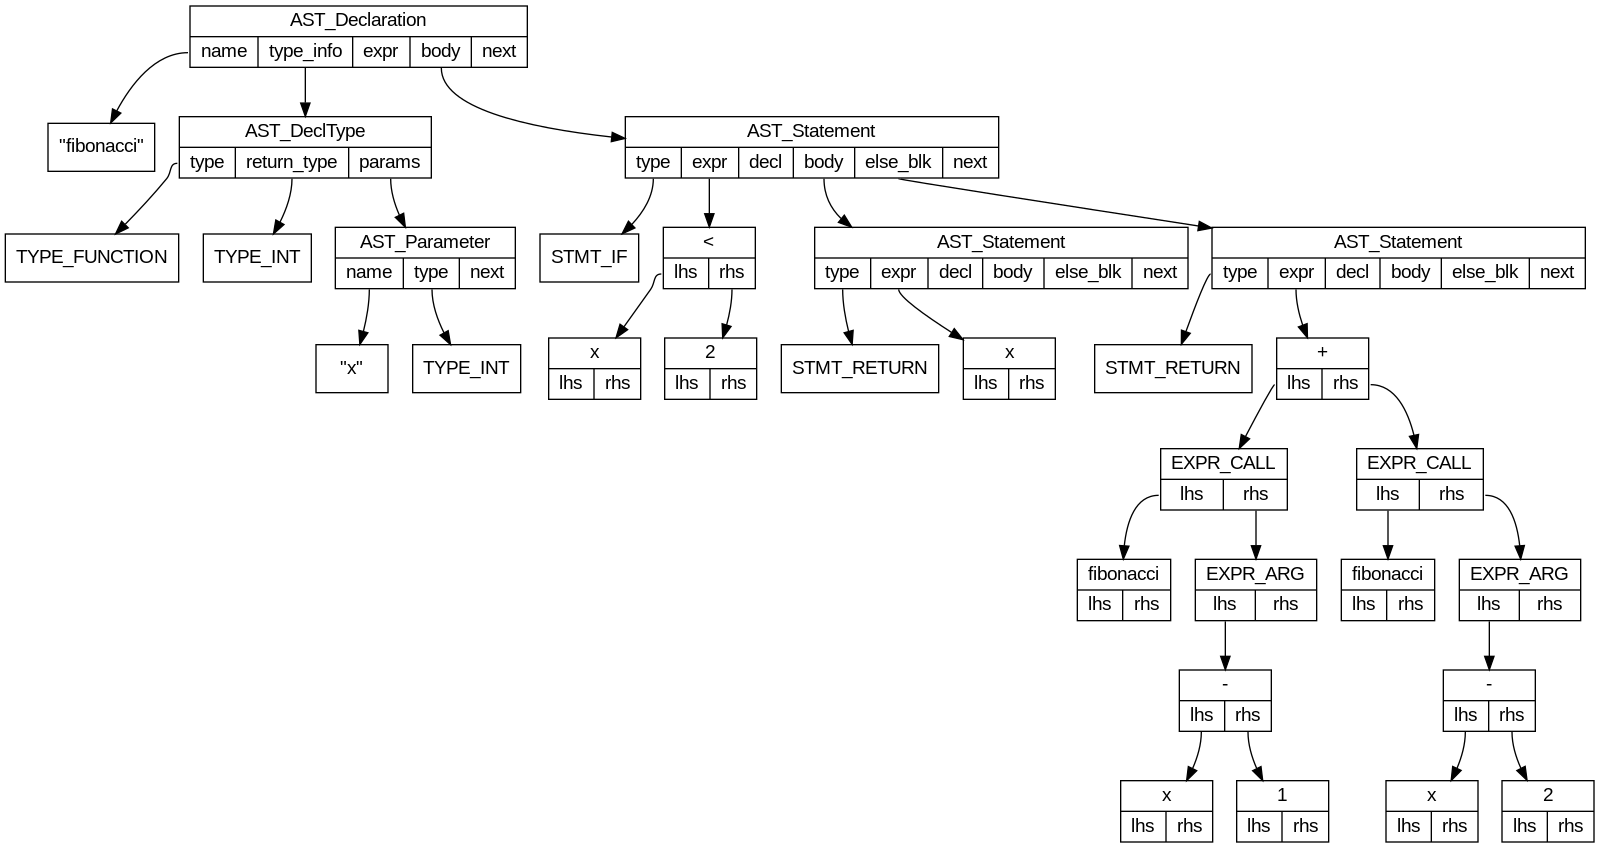 AST_Declaration
name type_info expr body next
"fibonacci"
AST_DeclType
type return_type params
AST_Statement
type expr decl body else_blk next
TYPE_FUNCTION
TYPE_INT
AST_Parameter
name type next
STMT_IF
<
lhs rhs
AST_Statement
type expr decl body else_blk next
AST_Statement
type expr decl body else_blk next
"x"
TYPE_INT
x
lhs rhs
2
lhs rhs
STMT_RETURN
x
lhs rhs
STMT_RETURN
+
lhs rhs
EXPR_CALL
lhs rhs
EXPR_CALL
lhs rhs
fibonacci
lhs rhs
EXPR_ARG
lhs rhs
fibonacci
lhs rhs
EXPR_ARG
lhs rhs
-
lhs rhs
-
lhs rhs
x
lhs rhs
1
lhs rhs
x
lhs rhs
2
lhs rhs